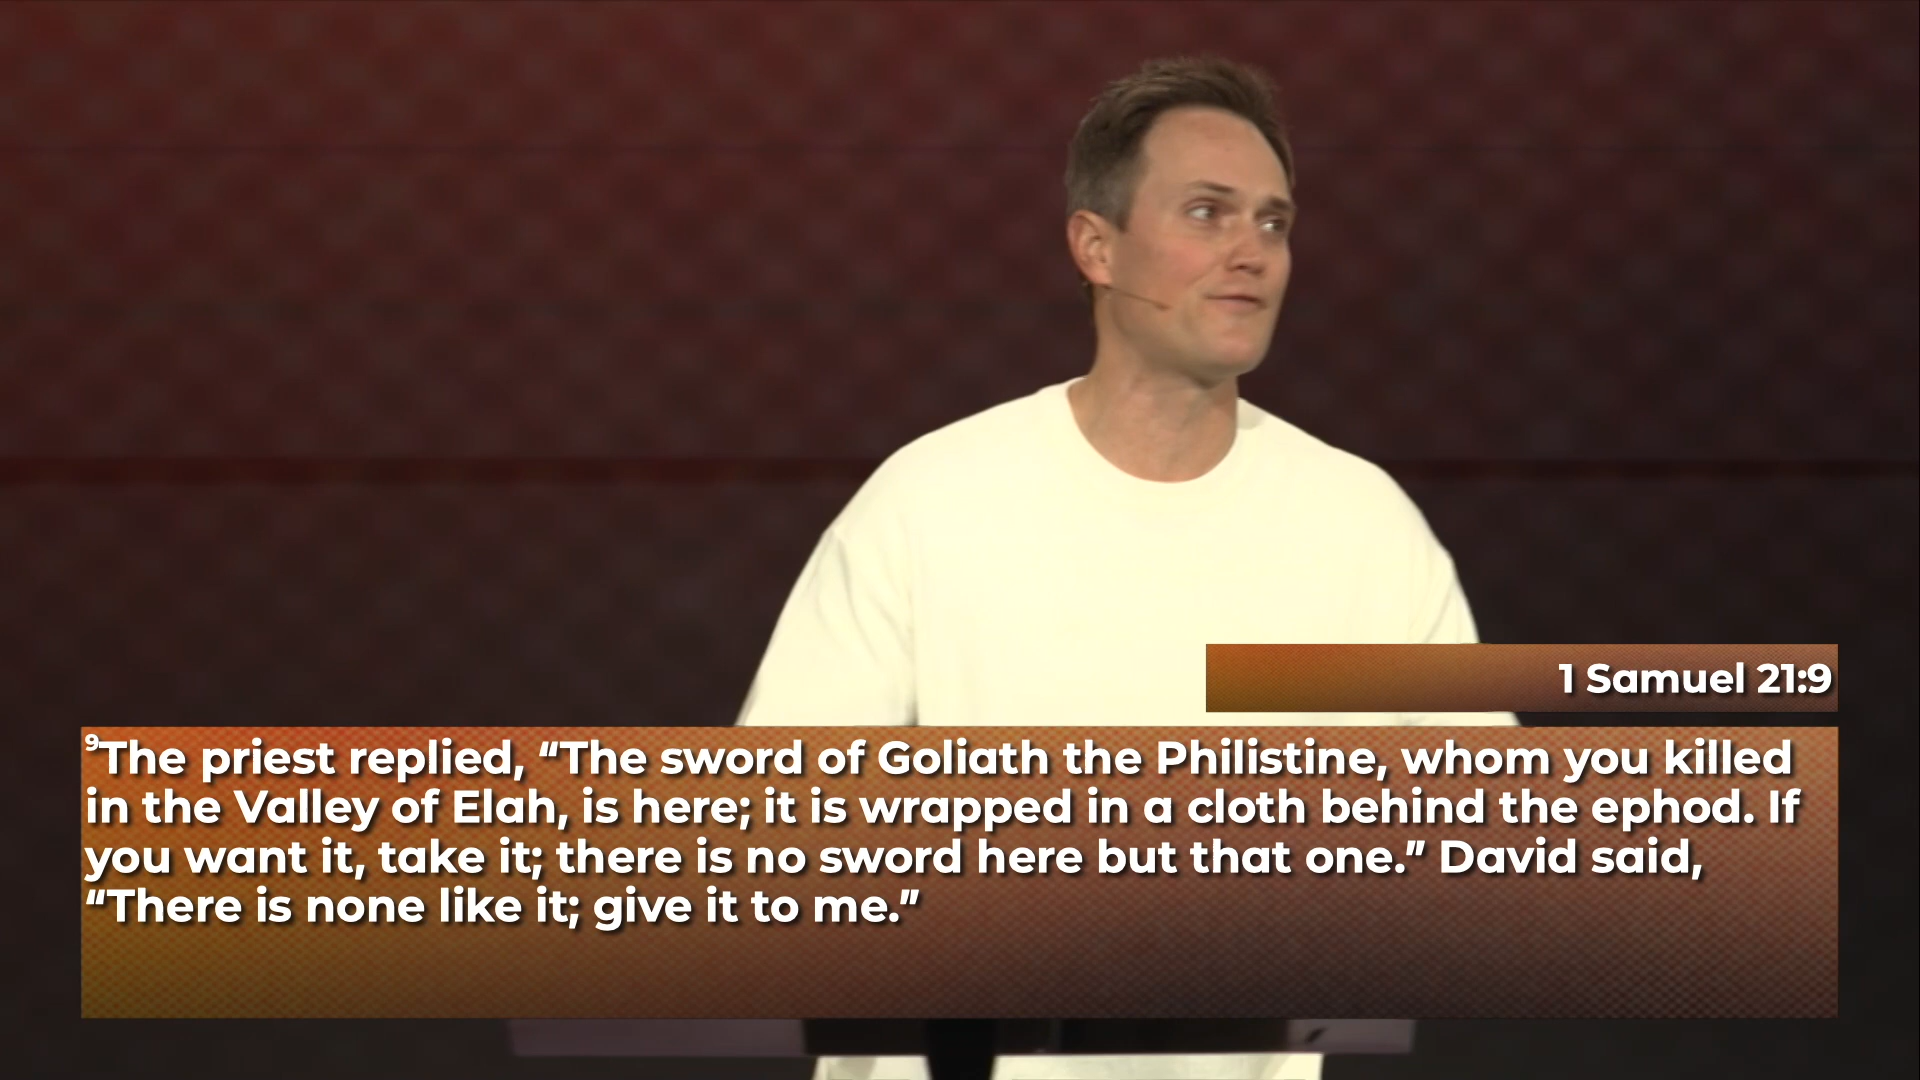 1 Samuel 21:9
⁹The priest replied, “The sword of Goliath the Philistine, whom you killed
in the Valley of Elah, is here; it is wrapped in a cloth behind the ephod. If
you want it, take it; there is no sword here but that one.” David said,
“There is none like it; give it to me.”